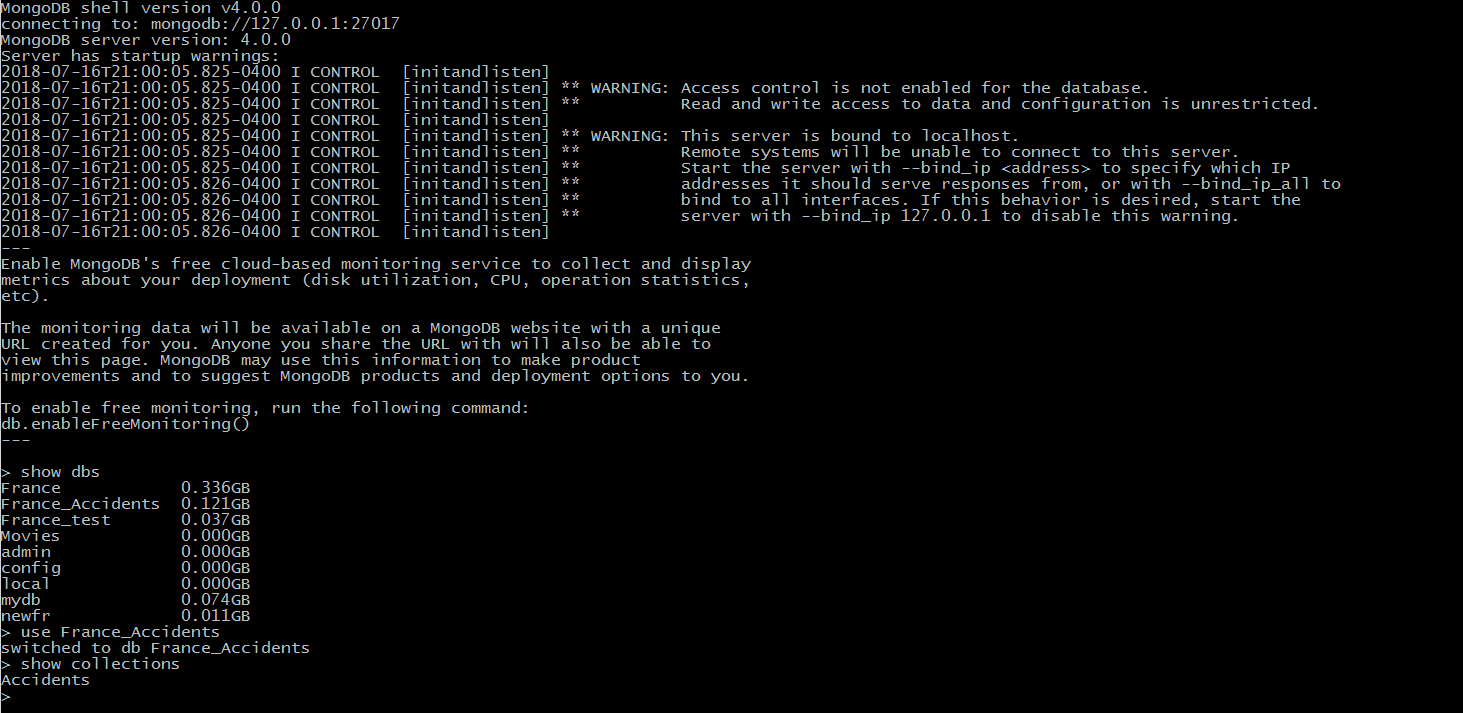 MongoDB shell version v4.0.0
connecting to: mongodb://127.0.0.1:27017
MongoDB server version: 4.0.0
Server has startup warnings:
2018-07-16T21:00:05.825-0400 I CONTROL  [initandlisten]
2018-07-16T21:00:05.825-0400 I CONTROL  [initandlisten] ** WARNING: Access control is not enabled for the database.
2018-07-16T21:00:05.825-0400 I CONTROL  [initandlisten] **          Read and write access to data and configuration is unrestricted.
2018-07-16T21:00:05.825-0400 I CONTROL  [initandlisten]
2018-07-16T21:00:05.825-0400 I CONTROL  [initandlisten] ** WARNING: This server is bound to localhost.
2018-07-16T21:00:05.825-0400 I CONTROL  [initandlisten] **          Remote systems will be unable to connect to this server.
2018-07-16T21:00:05.825-0400 I CONTROL  [initandlisten] **          Start the server with --bind_ip <address> to specify which IP
2018-07-16T21:00:05.826-0400 I CONTROL  [initandlisten] **          addresses it should serve responses from, or with --bind_ip_all to
2018-07-16T21:00:05.826-0400 I CONTROL  [initandlisten] **          bind to all interfaces. If this behavior is desired, start the
2018-07-16T21:00:05.826-0400 I CONTROL  [initandlisten] **          server with --bind_ip 127.0.0.1 to disable this warning.
2018-07-16T21:00:05.826-0400 I CONTROL  [initandlisten]
---
Enable MongoDB's free cloud-based monitoring service to collect and display
metrics about your deployment (disk utilization, CPU, operation statistics,
etc).
The monitoring data will be available on a MongoDB website with a unique
URL created for you. Anyone you share the URL with will also be able to
view this page. MongoDB may use this information to make product
improvements and to suggest MongoDB products and deployment options to you.
To enable free monitoring, run the following command:
db.enableFreeMonitoring()
---
> show dbs
France            0.336GB
France_Accidents  0.121GB
France_test       0.037GB
Movies            0.000GB
admin             0.000GB
config            0.000GB
local             0.000GB
mydb              0.074GB
newfr             0.011GB
> use France_Accidents
switched to db France_Accidents
> show collections
Accidents
>